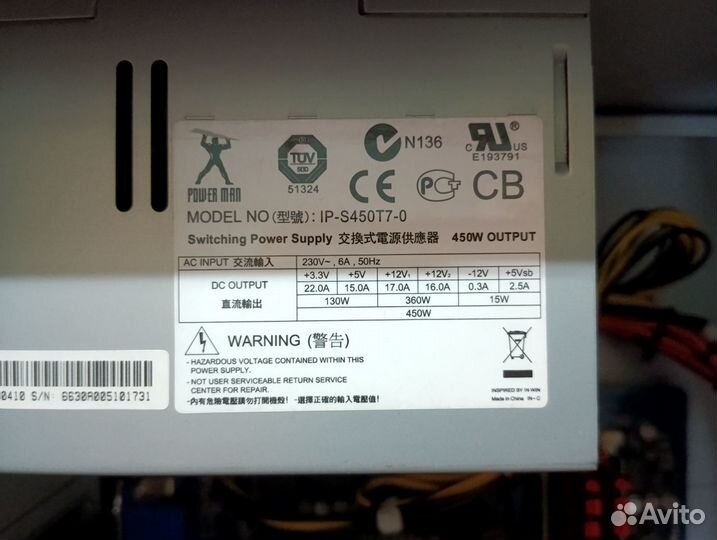 POWER MAN
TÜV
51324
N136
C US
E193791
CE
CB
MODEL NO (型號): IP-S450T7-0
Switching Power Supply 交換式電源供應器 450W OUTPUT
AC INPUT 交流輸入 230V~, 6A, 50Hz
DC OUTPUT 直流輸出
+3.3V +5V +12V₁ +12V₂ -12V +5Vsb
22.0A 15.0A 17.0A 16.0A 0.3A 2.5A
130W 360W 15W
450W
WARNING (警告)
- HAZARDOUS VOLTAGE CONTAINED WITHIN THIS
POWER SUPPLY.
- NOT USER SERVICEABLE RETURN SERVICE
CENTER FOR REPAIR.
-內有危險電壓請勿打開機殼! -選擇正確的輸入電壓值!
INSPIRED BY IN WIN
Made in China IN-C
0410 S/N: 6630A005101731
Avito